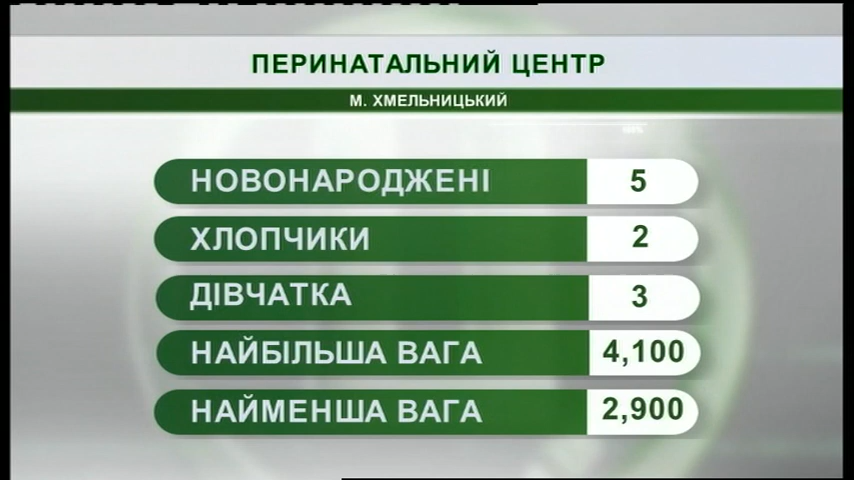 ПЕРИНАТАЛЬНИЙ ЦЕНТР
М. ХМЕЛЬНИЦЬКИЙ
НОВОНАРОДЖЕНІ 5
ХЛОПЧИКИ 2
ДІВЧАТКА 3
НАЙБІЛЬША ВАГА 4,100
НАЙМЕНША ВАГА 2,900